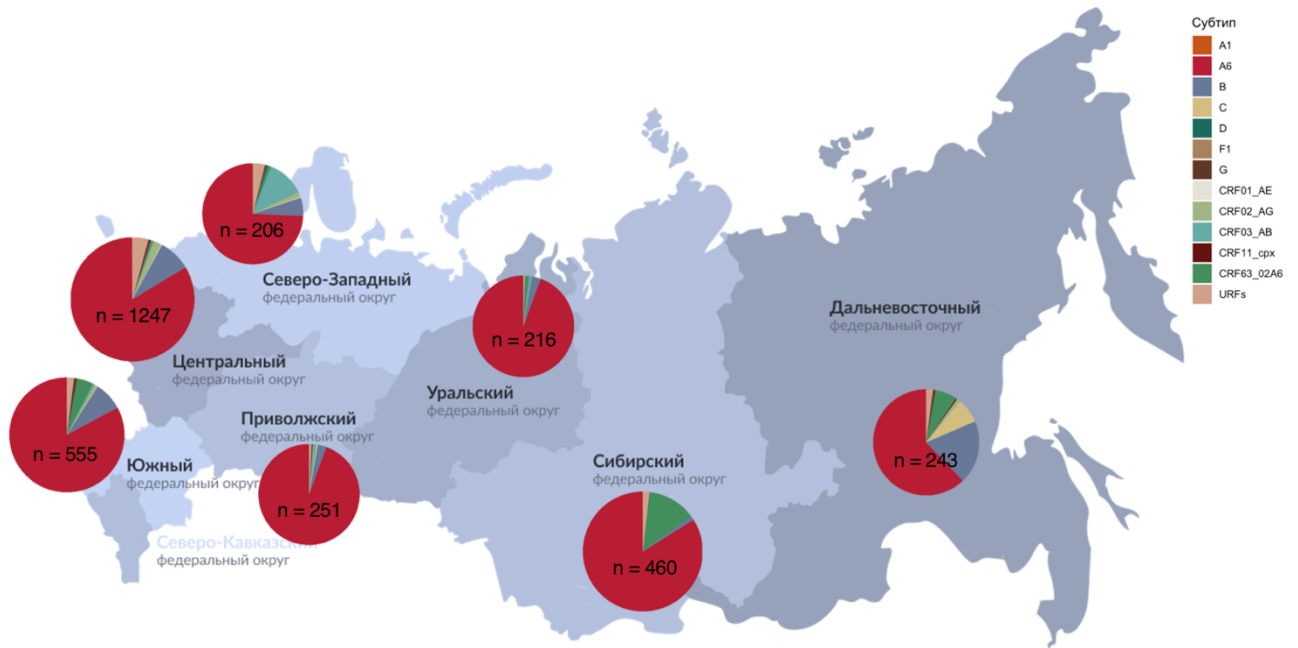 Субтип
A1
A6
B
C
D
F1
G
CRF01_AE
CRF02_AG
CRF03_AB
CRF11_cpx
CRF63_02A6
URFs
n = 206
Северо-Западный
федеральный округ
n = 1247
Дальневосточный
федеральный округ
n = 216
Центральный
федеральный округ
Уральский
федеральный округ
Приволжский
федеральный округ
n = 555
Южный
федеральный округ
Сибирский
федеральный округ
n = 243
n = 251
Северо-Кавказский
федеральный округ
n = 460